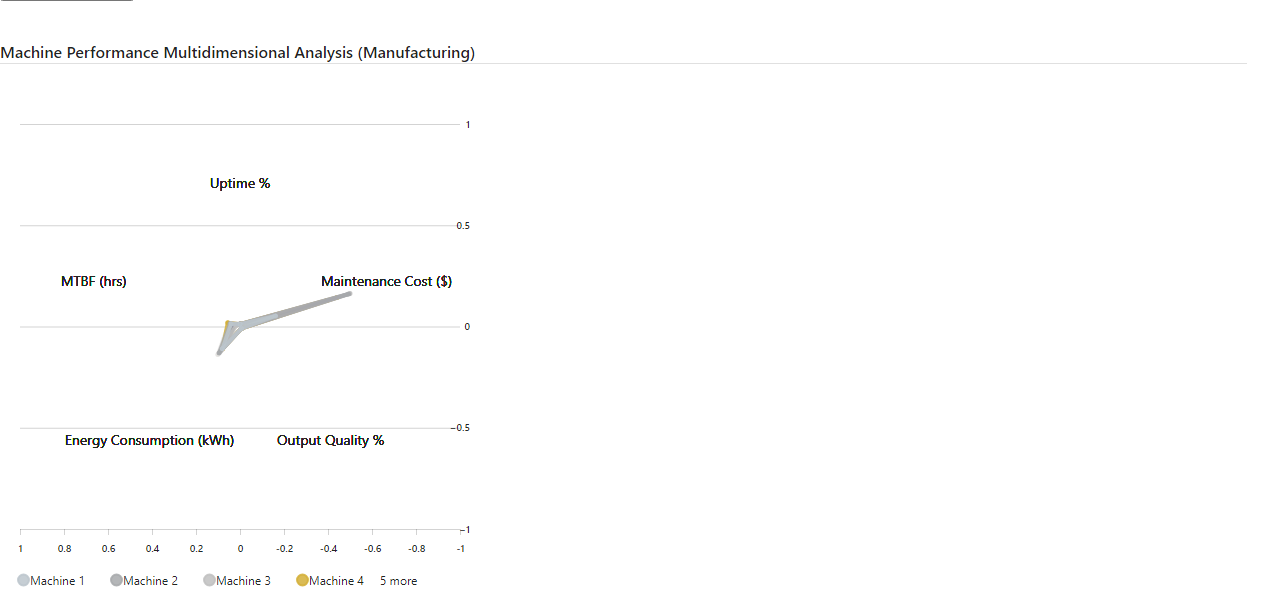 Machine Performance Multidimensional Analysis (Manufacturing)
1
Uptime %
0.5
MTBF (hrs)
Maintenance Cost ($)
0
-0.5
Energy Consumption (kWh)
Output Quality %
-1
1 0.8 0.6 0.4 0.2 0 -0.2 -0.4 -0.6 -0.8 -1
Machine 1 Machine 2 Machine 3 Machine 4 5 more